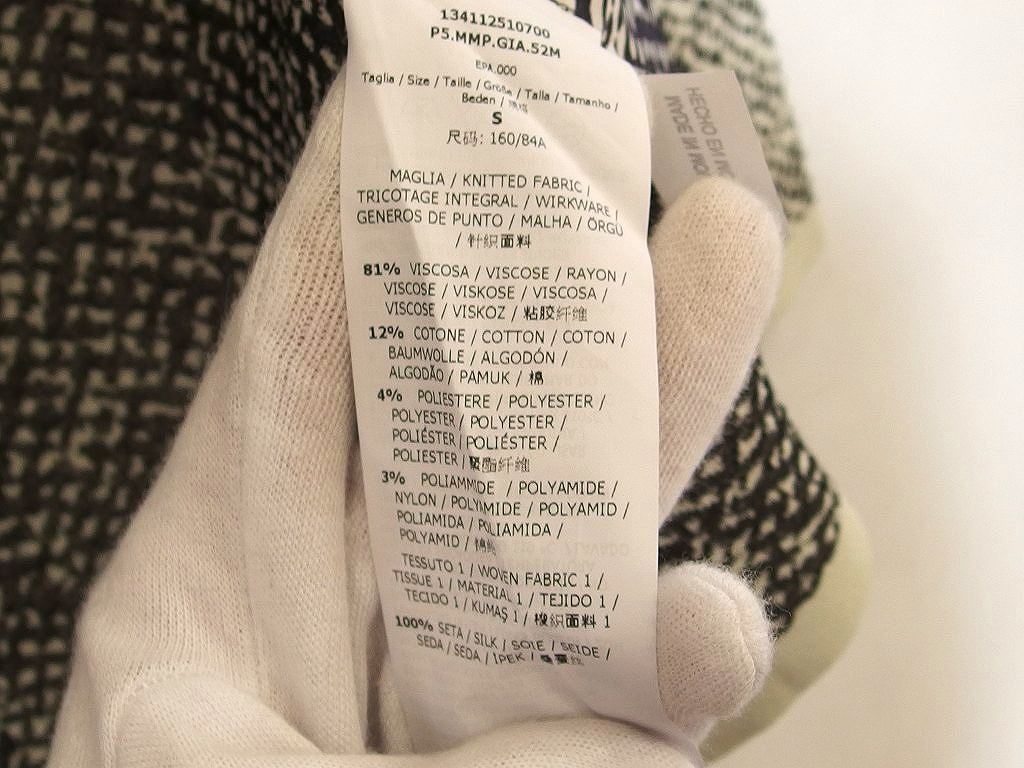 134112510700
P5.MMP.GIA.52M
EPA.000
Taglia / Size / Taille / Größe / Talla / Tamanho /
Beden /
S
尺码: 160/84A
MAGLIA / KNITTED FABRIC /
TRICOTAGE INTEGRAL / WIRKWARE /
GENEROS DE PUNTO / MALHA / ÖRGÜ
/ 针织面料
81% VISCOSA / VISCOSE / RAYON /
VISCOSE / VISKOSE / VISCOSA /
VISCOSE / VISKOZ / 粘胶纤维
12% COTONE / COTTON / COTON /
BAUMWOLLE / ALGODÓN /
ALGODÃO / PAMUK / 棉
4% POLIESTERE / POLYESTER /
POLYESTER / POLYESTER /
POLIÉSTER / POLIÉSTER /
POLIESTER / 聚酯纤维
3% POLIAMMIDE / POLYAMIDE /
NYLON / POLYAMIDE / POLYAMID /
POLIAMIDA / POLIAMIDA /
POLYAMID /
TESSUTO 1 / WOVEN FABRIC 1 /
TISSUE 1 / MATERIAL 1 / TEJIDO 1 /
TECIDO 1 / KUMAŞ 1 / 梭织面料 1
100% SETA / SILK / SOIE / SEIDE /
SEDA / SEDA / IPEK /
HECHO EN
MADE IN